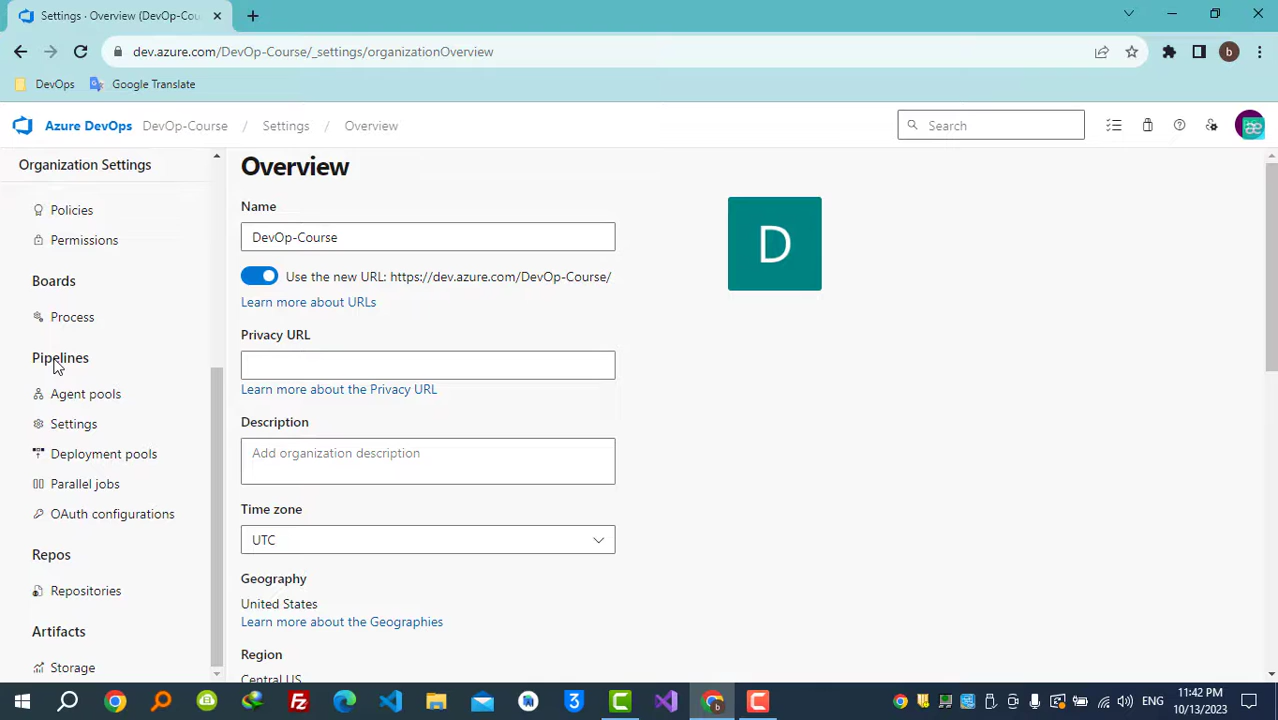 Settings - Overview (DevOp-Cou
dev.azure.com/DevOp-Course/_settings/organizationOverview
b
DevOps
Google Translate
Azure DevOps
DevOp-Course / Settings / Overview
Search
Organization Settings
Policies
Permissions
Boards
Process
Pipelines
Agent pools
Settings
Deployment pools
Parallel jobs
OAuth configurations
Repos
Repositories
Artifacts
Storage
Overview
Name
DevOp-Course
Use the new URL: https://dev.azure.com/DevOp-Course/
Learn more about URLs
Privacy URL
Learn more about the Privacy URL
Description
Add organization description
Time zone
UTC
Geography
United States
Learn more about the Geographies
Region
Central US
D
ENG
11:42 PM
10/13/2023